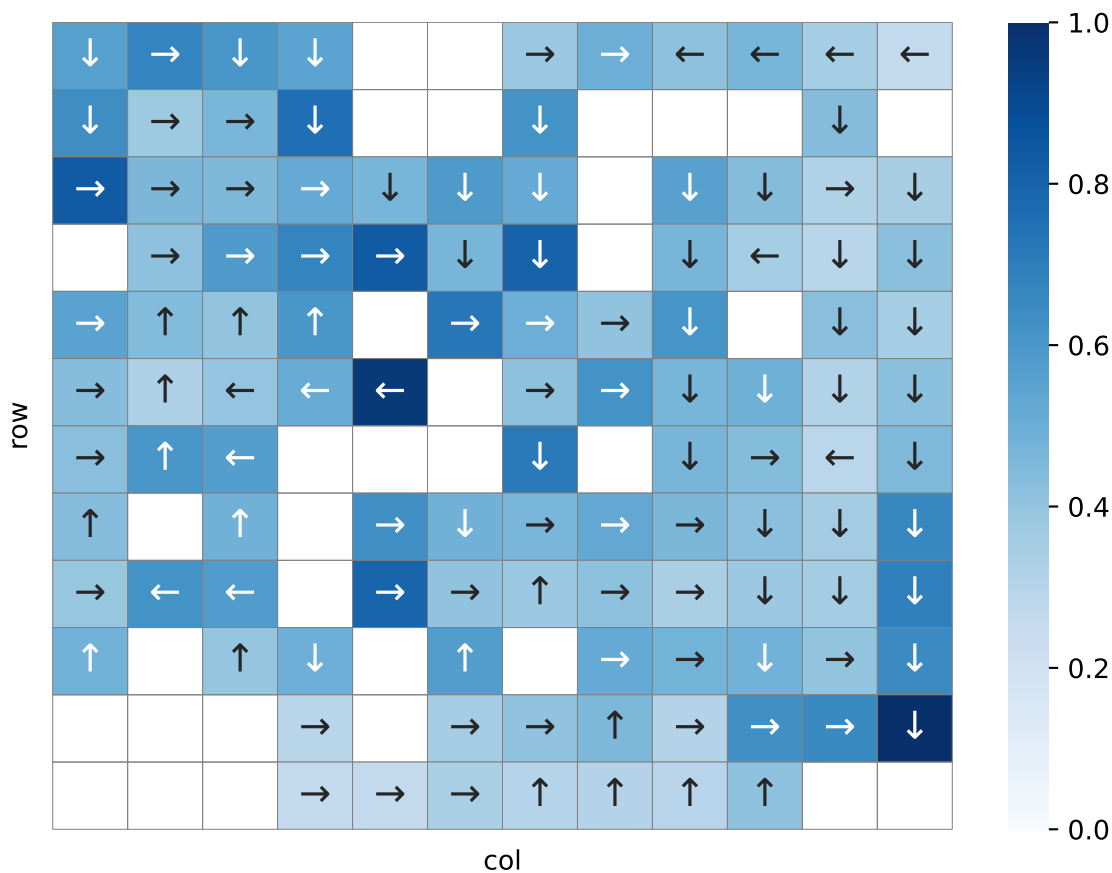 ↓ → ↓ ↓ → → ← ← ← ←
↓ → → ↓ ↓ ↓
→ → → → ↓ ↓ ↓ ↓ ↓ → ↓
→ → → → ↓ ↓ ↓ ← ↓ ↓
→ ↑ ↑ ↑ → → → ↓ ↓ ↓
→ ↑ ← ← ← → → ↓ ↓ ↓ ↓
→ ↑ ← ↓ ↓ → ← ↓
↑ ↑ → ↓ → → → ↓ ↓ ↓
→ ← ← → → ↑ → → ↓ ↓ ↓
↑ ↑ ↓ ↑ → → ↓ → ↓
→ → → ↑ → → → ↓
→ → → ↑ ↑ ↑ ↑
row
col
1.0
0.8
0.6
0.4
0.2
0.0